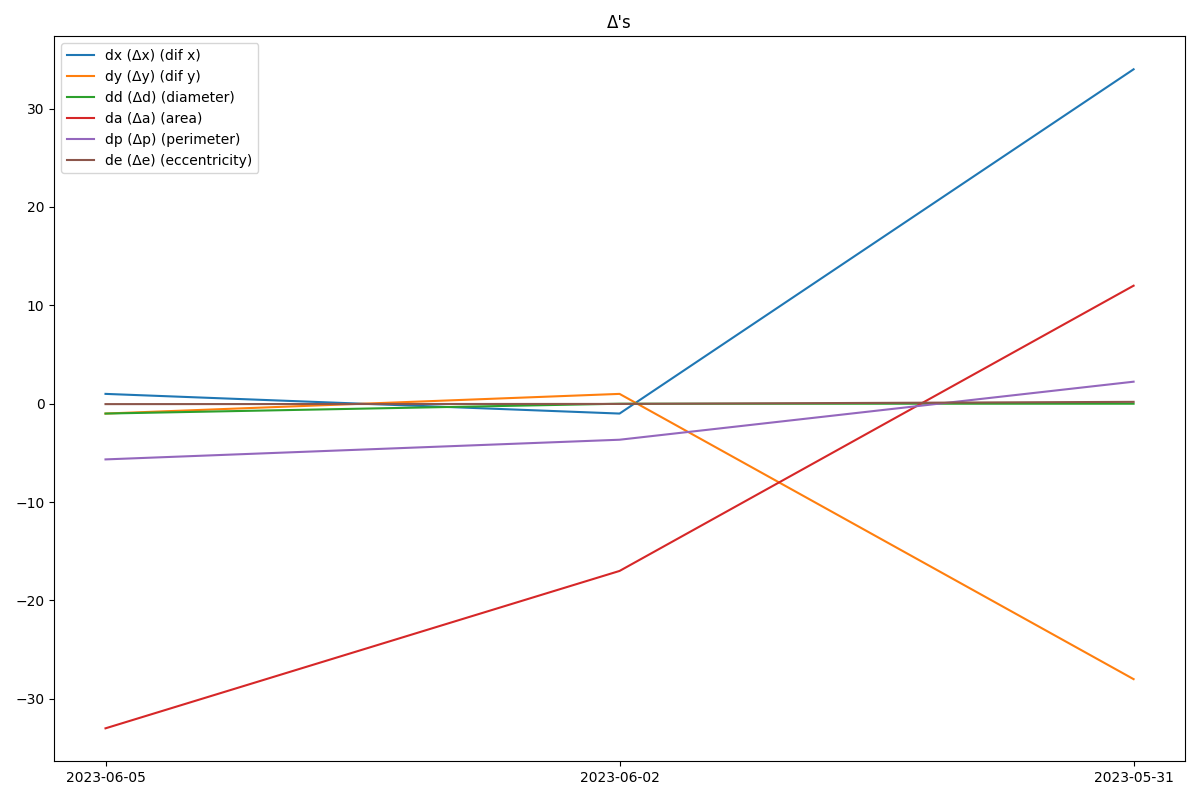 Δ's
dx (Δx) (dif x)
dy (Δy) (dif y)
dd (Δd) (diameter)
da (Δa) (area)
dp (Δp) (perimeter)
de (Δe) (eccentricity)
30
20
10
0
−10
−20
−30
2023-06-05 2023-06-02 2023-05-31